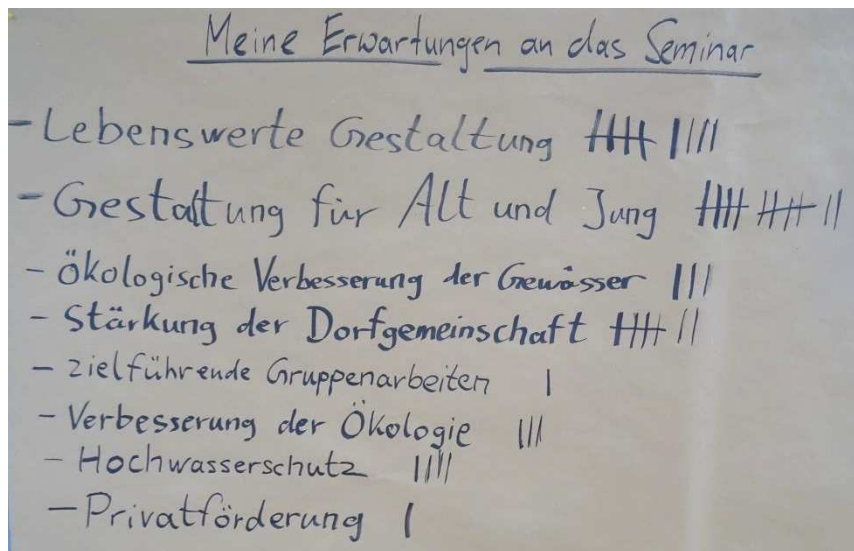 Meine Erwartungen an das Seminar
- Lebenswerte Gestaltung 𝍸 ||||
- Gestaltung für Alt und Jung 𝍸 𝍸 ||
- Ökologische Verbesserung der Gewässer |||
- Stärkung der Dorfgemeinschaft 𝍸 ||
- zielführende Gruppenarbeiten |
- Verbesserung der Ökologie |||
- Hochwasserschutz ||||
- Privatförderung |